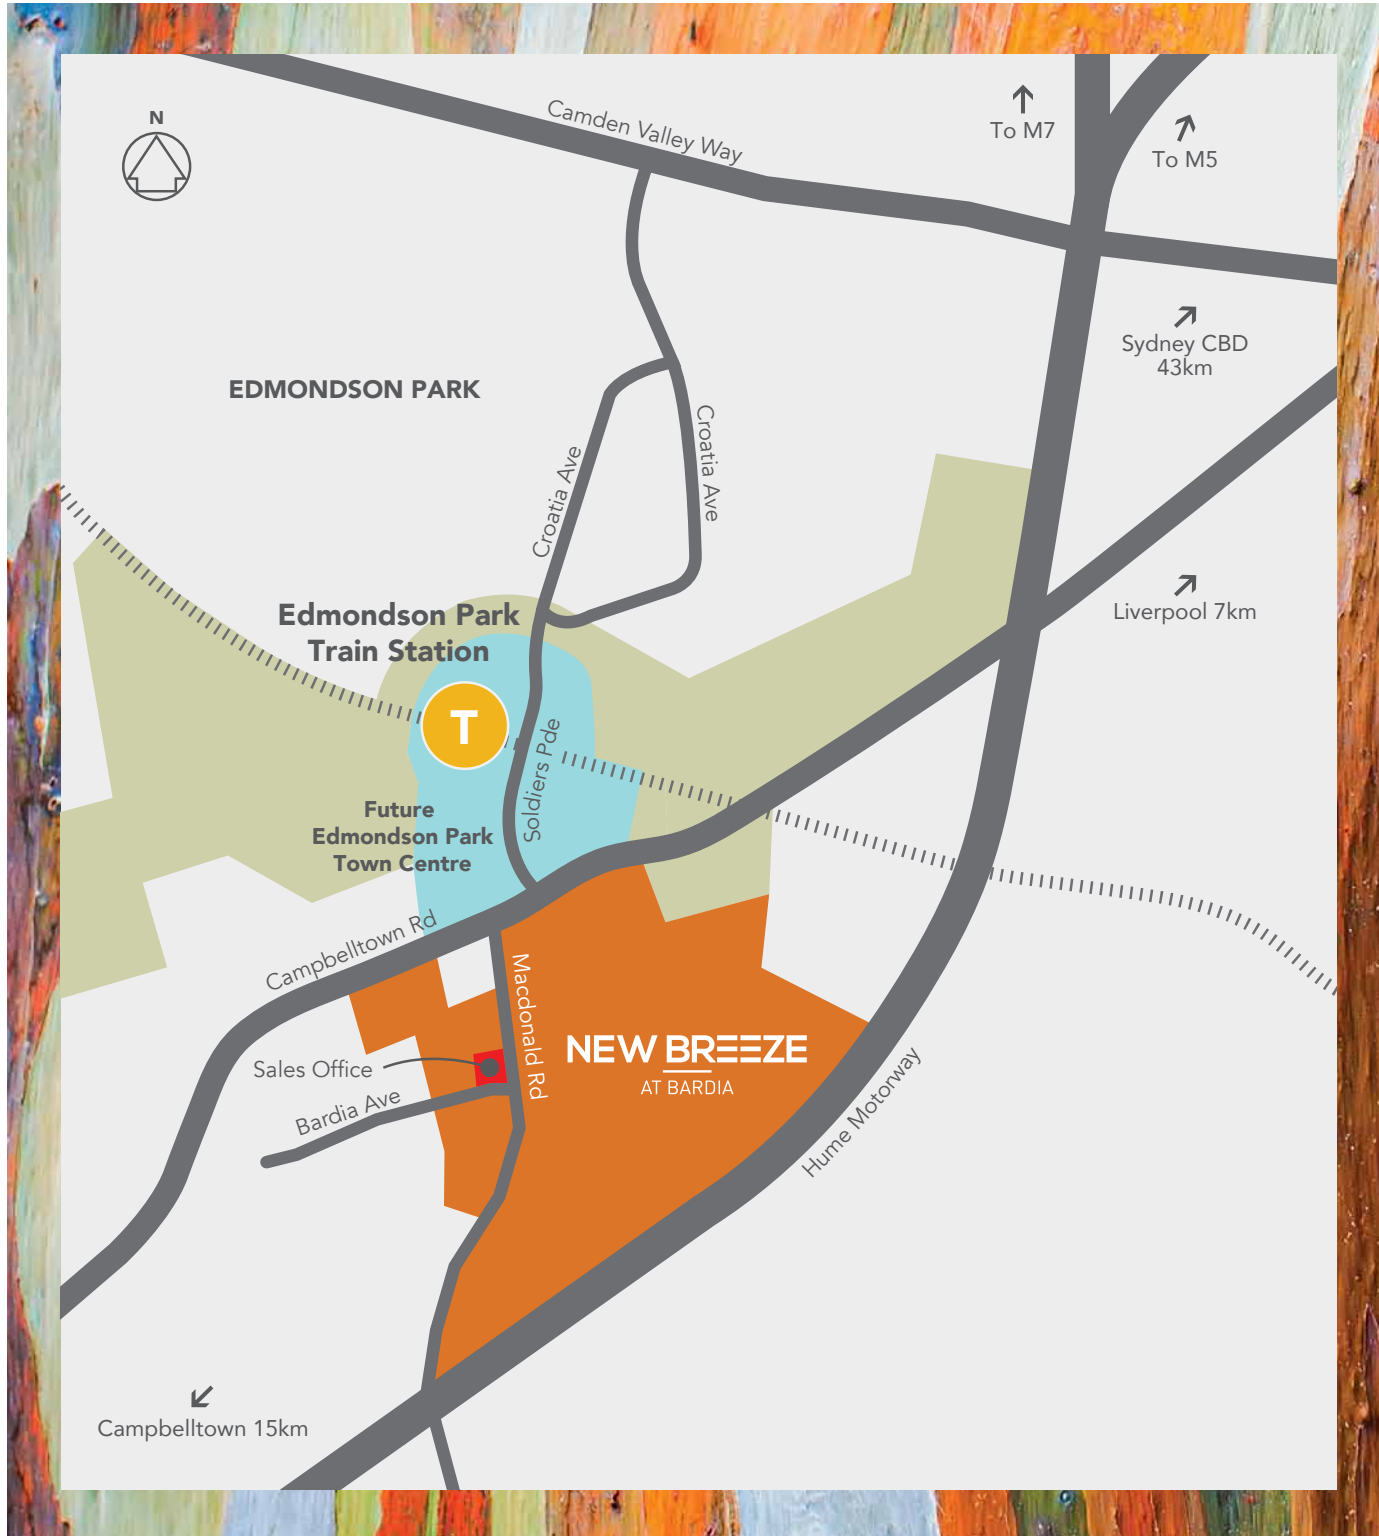 N
Camden Valley Way
To M7
To M5
Sydney CBD
43km
EDMONDSON PARK
Croatia Ave
Croatia Ave
Edmondson Park
Train Station
Liverpool 7km
T
Soldiers Pde
Future
Edmondson Park
Town Centre
Campbelltown Rd
Macdonald Rd
NEW BREEZE
AT BARDIA
Sales Office
Bardia Ave
Hume Motorway
Campbelltown 15km